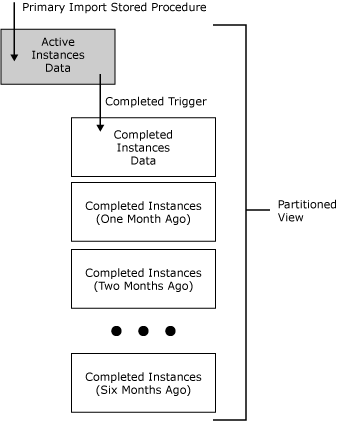 Primary Import Stored Procedure
Active
Instances
Data
Completed Trigger
Completed
Instances
Data
Completed Instances
(One Month Ago)
Partitioned
View
Completed Instances
(Two Months Ago)
Completed Instances
(Six Months Ago)